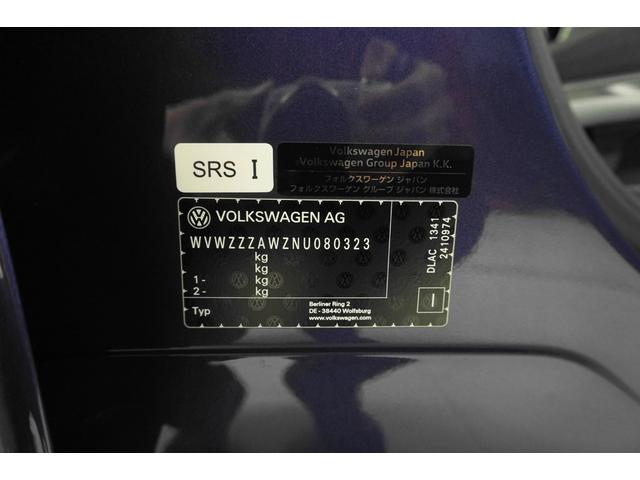 SRS I
Volkswagen Japan
Volkswagen Group Japan K.K.
フォルクスワーゲン ジャパン
フォルクスワーゲン グループ ジャパン 株式会社
VOLKSWAGEN AG
WVWZZZAWZNU080323
kg
kg
1- kg
2- kg
Typ
Berliner Ring 2
DE - 38440 Wolfsburg
www.volkswagen.com
DLAC 1341
2410974
I